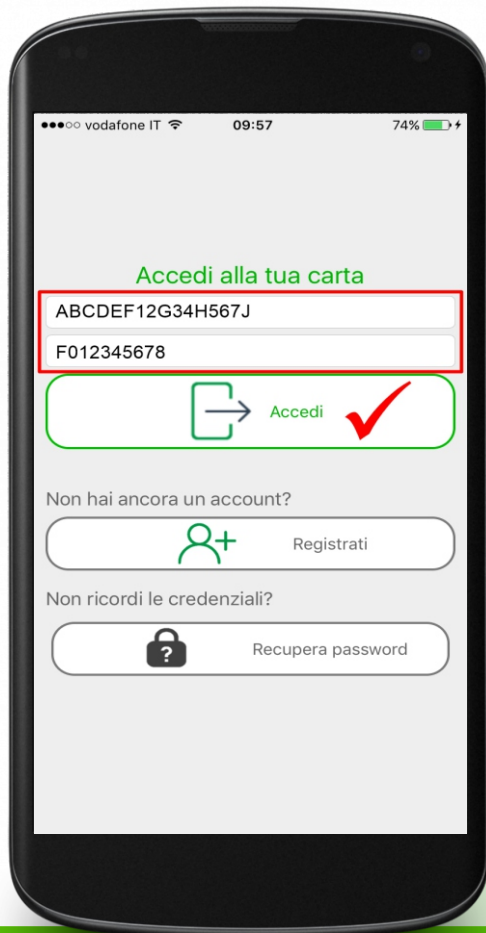 ●●●○○ vodafone IT 09:57 74%
Accedi alla tua carta
ABCDEF12G34H567J
F012345678
Accedi
Non hai ancora un account?
Registrati
Non ricordi le credenziali?
?
Recupera password